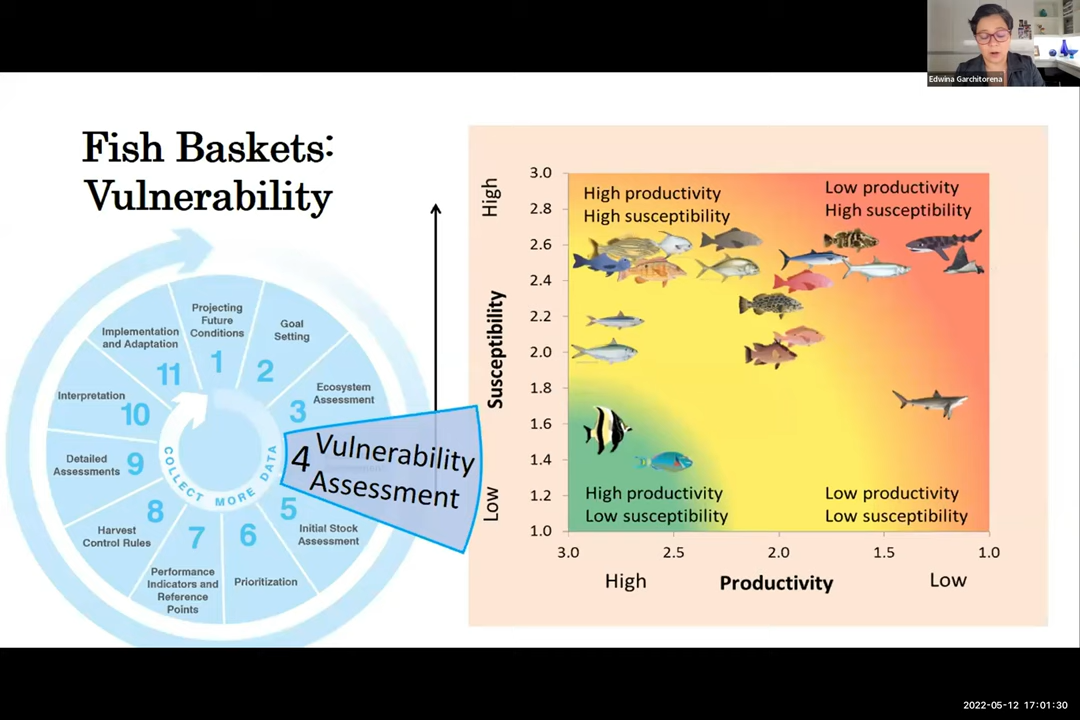 Edwina Garchitorena
Fish Baskets:
Vulnerability
Projecting
Future
Conditions
1
Goal
Setting
2
Ecosystem
Assessment
3
4 Vulnerability
Assessment
5
Initial Stock
Assessment
6
Prioritization
7
Performance
Indicators and
Reference
Points
8
Harvest
Control Rules
Detailed
Assessments
9
Interpretation
10
Implementation
and Adaptation
11
COLLECT MORE DATA
High
Susceptibility
Low
3.0
2.8
2.6
2.4
2.2
2.0
1.8
1.6
1.4
1.2
1.0
High productivity
High susceptibility
Low productivity
High susceptibility
High productivity
Low susceptibility
Low productivity
Low susceptibility
3.0 2.5 2.0 1.5 1.0
High Productivity Low
2022-05-12 17:01:30